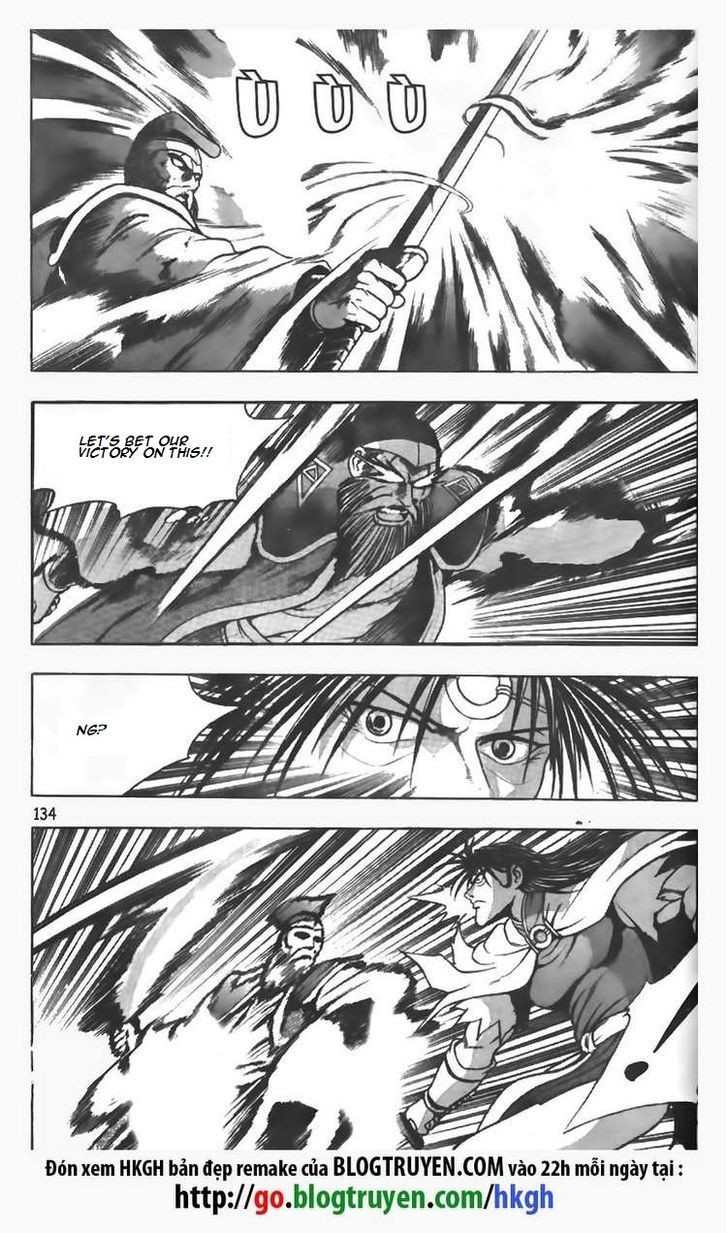 Ù Ù Ù
LET'S BET OUR
VICTORY ON THIS!!
NG?
134
Đón xem HKGH bản đẹp remake của BLOGTRUYEN.COM vào 22h mỗi ngày tại :
http://go.blogtruyen.com/hkgh